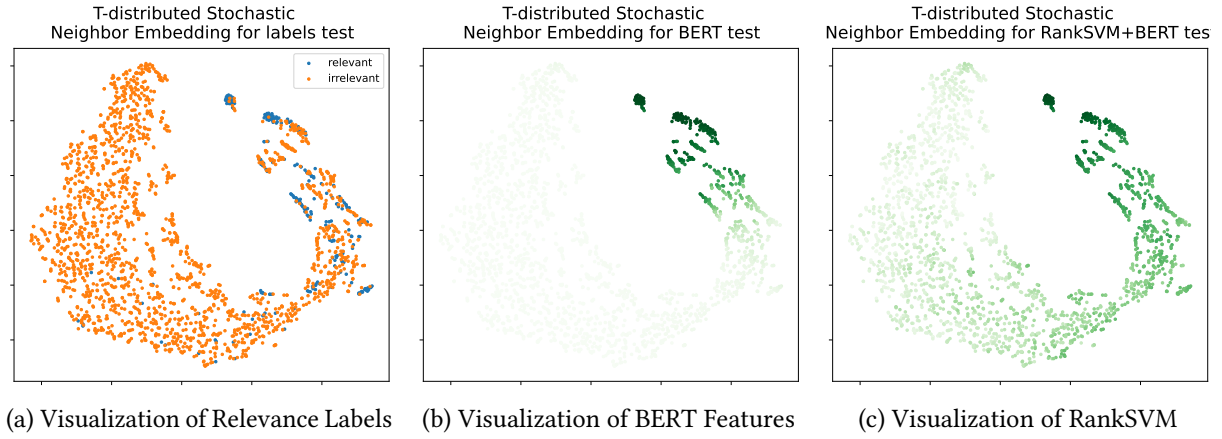 T-distributed Stochastic
Neighbor Embedding for labels test
relevant
irrelevant
(a) Visualization of Relevance Labels
T-distributed Stochastic
Neighbor Embedding for BERT test
(b) Visualization of BERT Features
T-distributed Stochastic
Neighbor Embedding for RankSVM+BERT test
(c) Visualization of RankSVM